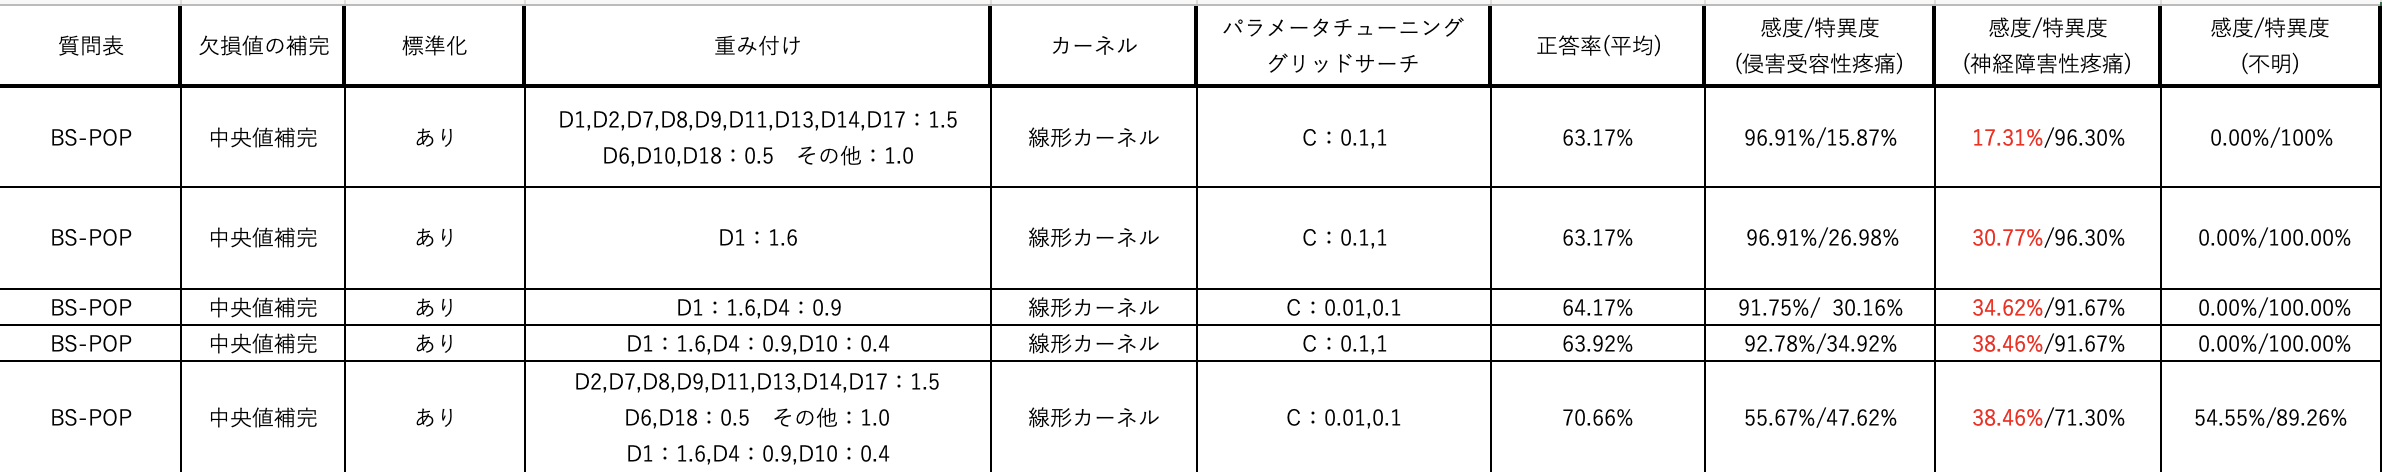 質問表 欠損値の補完 標準化 重み付け カーネル パラメータチューニング グリッドサーチ 正答率(平均) 感度/特異度 (侵害受容性疼痛) 感度/特異度 (神経障害性疼痛) 感度/特異度 (不明)
BS-POP 中央値補完 あり D1,D2,D7,D8,D9,D11,D13,D14,D17：1.5
D6,D10,D18：0.5　その他：1.0 線形カーネル C：0.1,1 63.17% 96.91%/15.87% 17.31%/96.30% 0.00%/100%
BS-POP 中央値補完 あり D1：1.6 線形カーネル C：0.1,1 63.17% 96.91%/26.98% 30.77%/96.30% 0.00%/100.00%
BS-POP 中央値補完 あり D1：1.6,D4：0.9 線形カーネル C：0.01,0.1 64.17% 91.75%/ 30.16% 34.62%/91.67% 0.00%/100.00%
BS-POP 中央値補完 あり D1：1.6,D4：0.9,D10：0.4 線形カーネル C：0.1,1 63.92% 92.78%/34.92% 38.46%/91.67% 0.00%/100.00%
BS-POP 中央値補完 あり D2,D7,D8,D9,D11,D13,D14,D17：1.5
D6,D18：0.5　その他：1.0
D1：1.6,D4：0.9,D10：0.4 線形カーネル C：0.01,0.1 70.66% 55.67%/47.62% 38.46%/71.30% 54.55%/89.26%